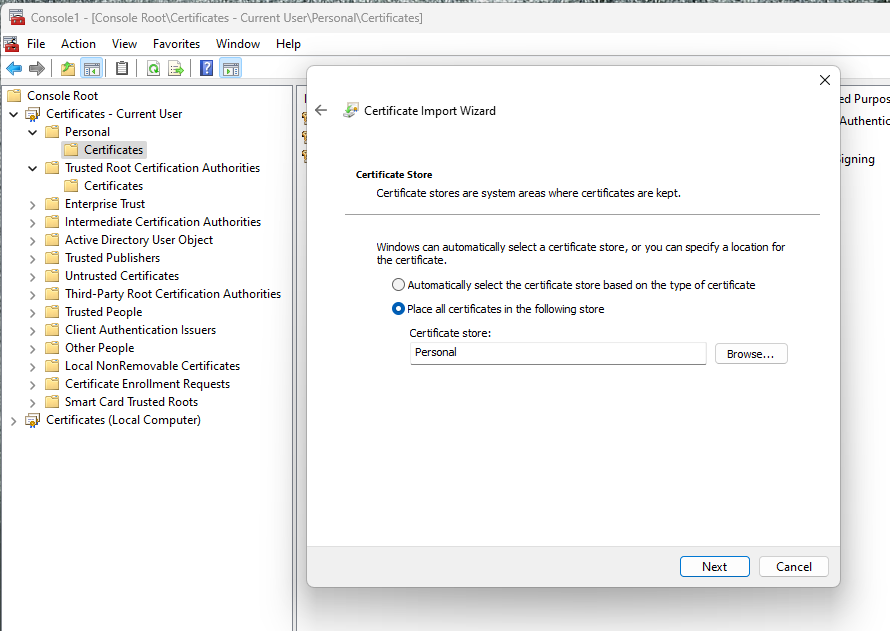 Console1 - [Console Root\Certificates - Current User\Personal\Certificates]
File Action View Favorites Window Help
Console Root
Certificates - Current User
Personal
Certificates
Trusted Root Certification Authorities
Certificates
Enterprise Trust
Intermediate Certification Authorities
Active Directory User Object
Trusted Publishers
Untrusted Certificates
Third-Party Root Certification Authorities
Trusted People
Client Authentication Issuers
Other People
Local NonRemovable Certificates
Certificate Enrollment Requests
Smart Card Trusted Roots
Certificates (Local Computer)
Certificate Import Wizard
Certificate Store
Certificate stores are system areas where certificates are kept.
Windows can automatically select a certificate store, or you can specify a location for
the certificate.
Automatically select the certificate store based on the type of certificate
Place all certificates in the following store
Certificate store:
Personal
Browse...
Next
Cancel